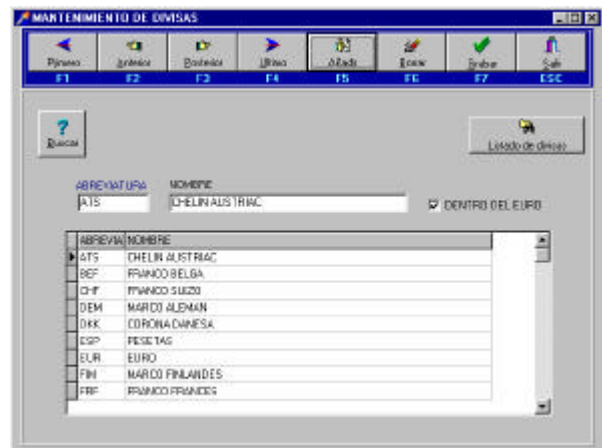 MANTENIMIENTO DE DIVISAS
Primero Anterior Posterior Ultimo Añadir Borrar Grabar Salir
F1 F2 F3 F4 F5 F6 F7 ESC
Buscar
Listado de divisas
ABREVIATURA NOMBRE
ATS CHELIN AUSTRIAC DENTRO DEL EURO
ABREVIA NOMBRE
ATS CHELIN AUSTRIAC
BEF FRANCO BELGA
CHF FRANCO SUIZO
DEM MARCO ALEMAN
DKK CORONA DANESA
ESP PESETAS
EUR EURO
FIN MARCO FINLANDES
FRF FRANCO FRANCES